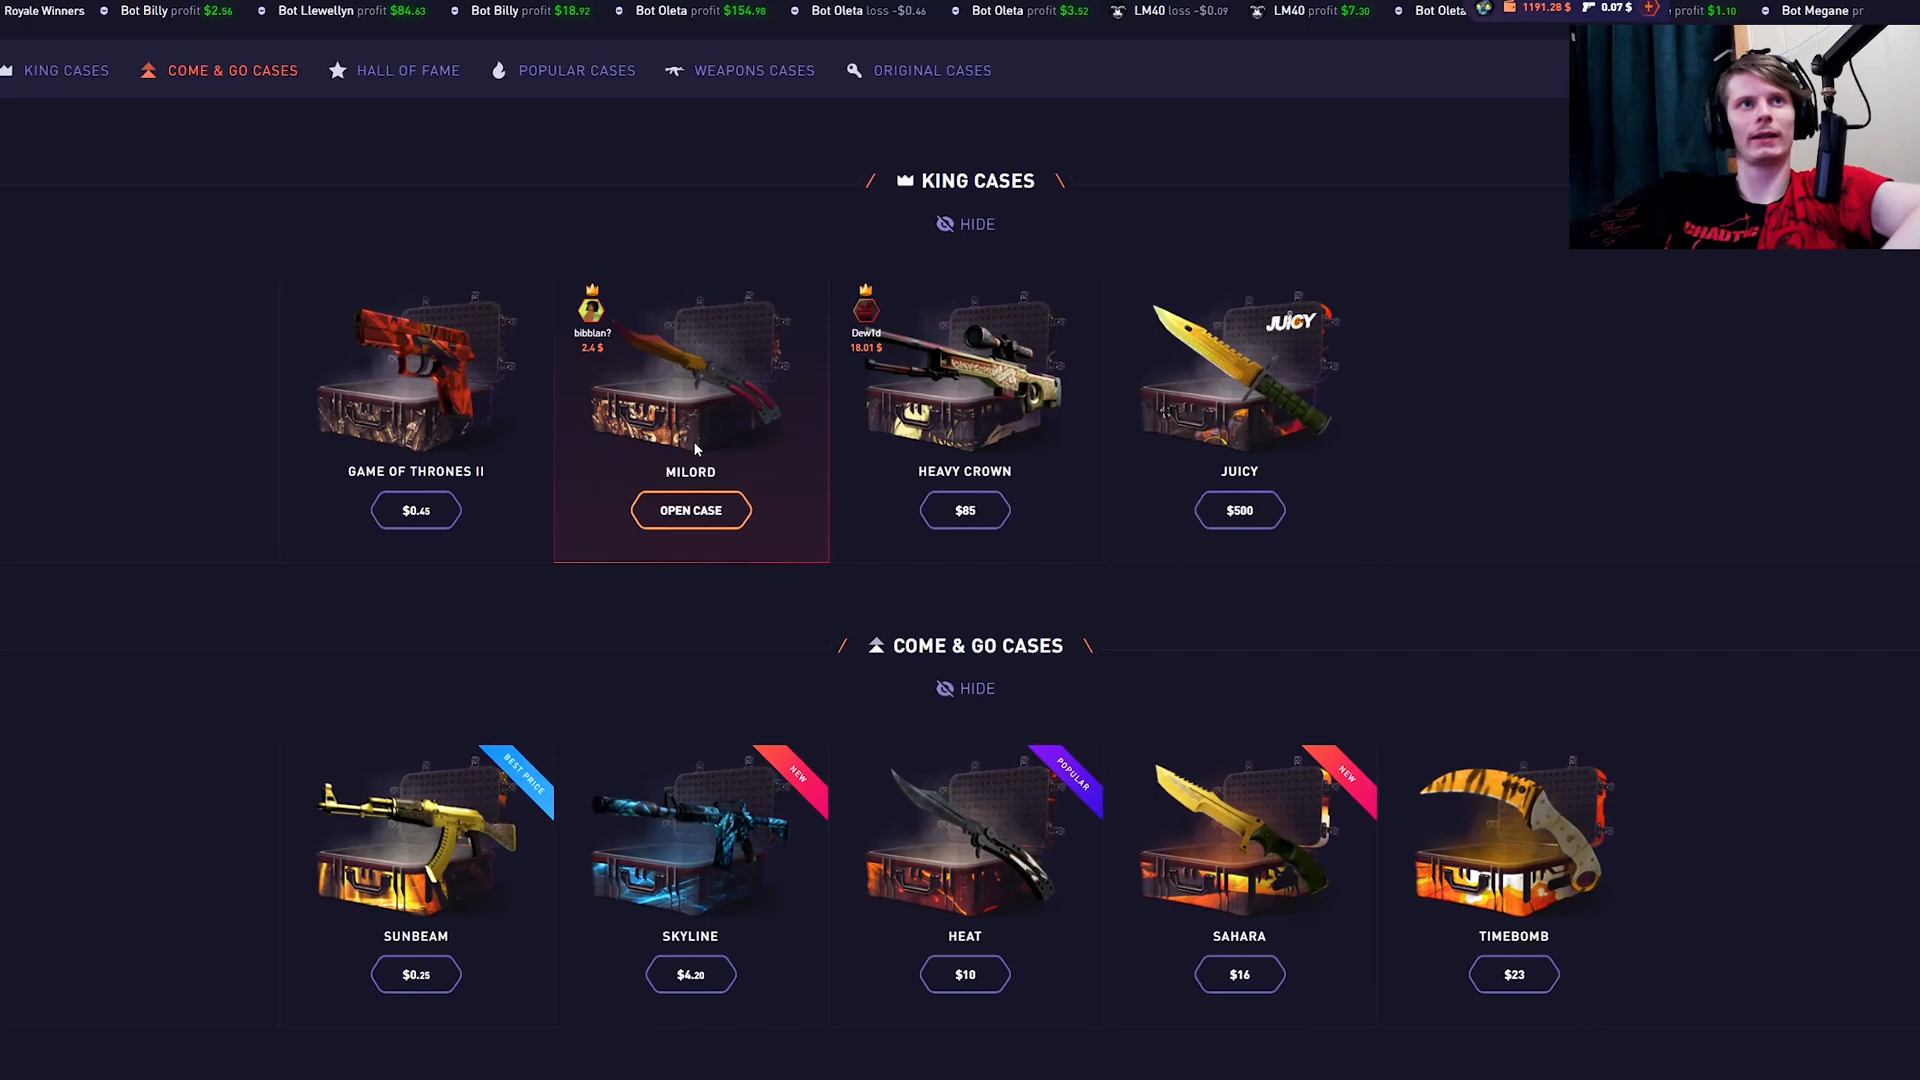 Royale Winners Bot Billy profit $2.56 Bot Llewellyn profit $84.63 Bot Billy profit $18.92 Bot Oleta profit $154.98 Bot Oleta loss -$0.46 Bot Oleta profit $3.52 LM40 loss -$0.09 LM40 profit $7.30 Bot Oleta 1191.28 $ 0.07 $ profit $1.10 Bot Megane pr
KING CASES COME & GO CASES HALL OF FAME POPULAR CASES WEAPONS CASES ORIGINAL CASES
CHAOTIC
KING CASES
HIDE
bibblan?
2.4 $
Dew1d
18.01 $
JUICY
GAME OF THRONES II MILORD HEAVY CROWN JUICY
$0.45 OPEN CASE $85 $500
COME & GO CASES
HIDE
BEST PRICE NEW POPULAR NEW
SUNBEAM SKYLINE HEAT SAHARA TIMEBOMB
$0.25 $4.20 $10 $16 $23